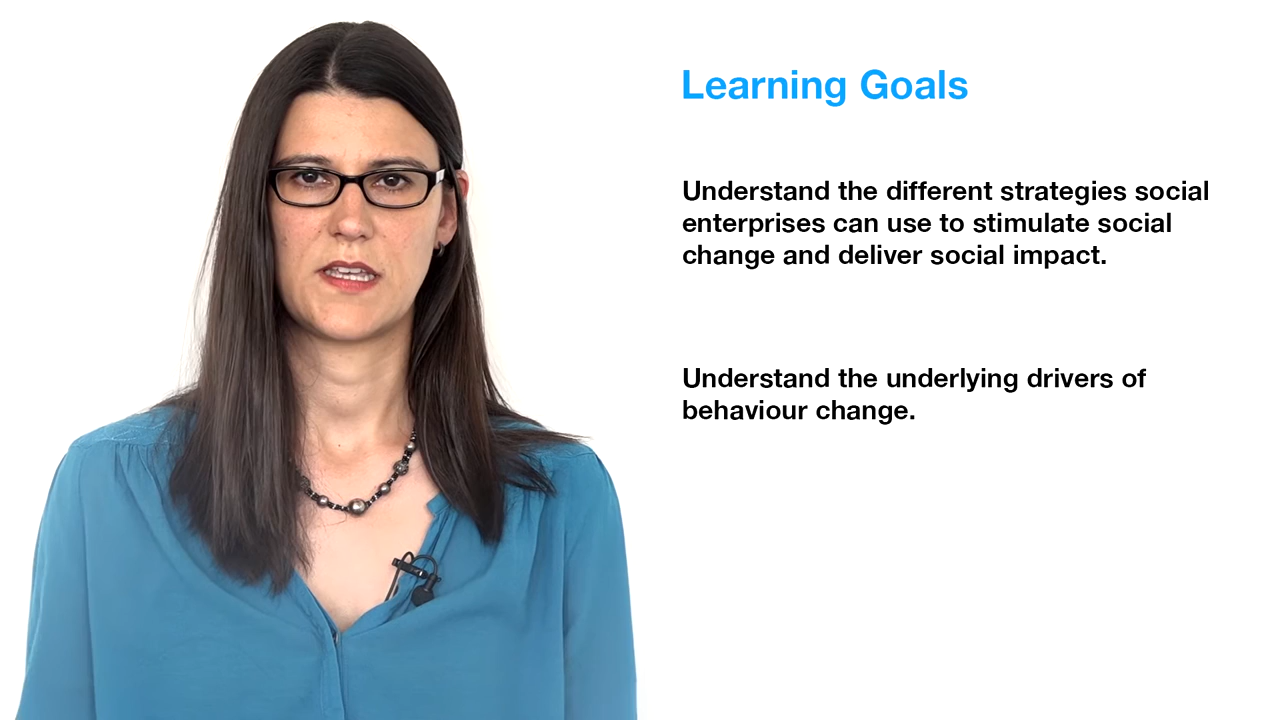 Learning Goals
Understand the different strategies social
enterprises can use to stimulate social
change and deliver social impact.
Understand the underlying drivers of
behaviour change.